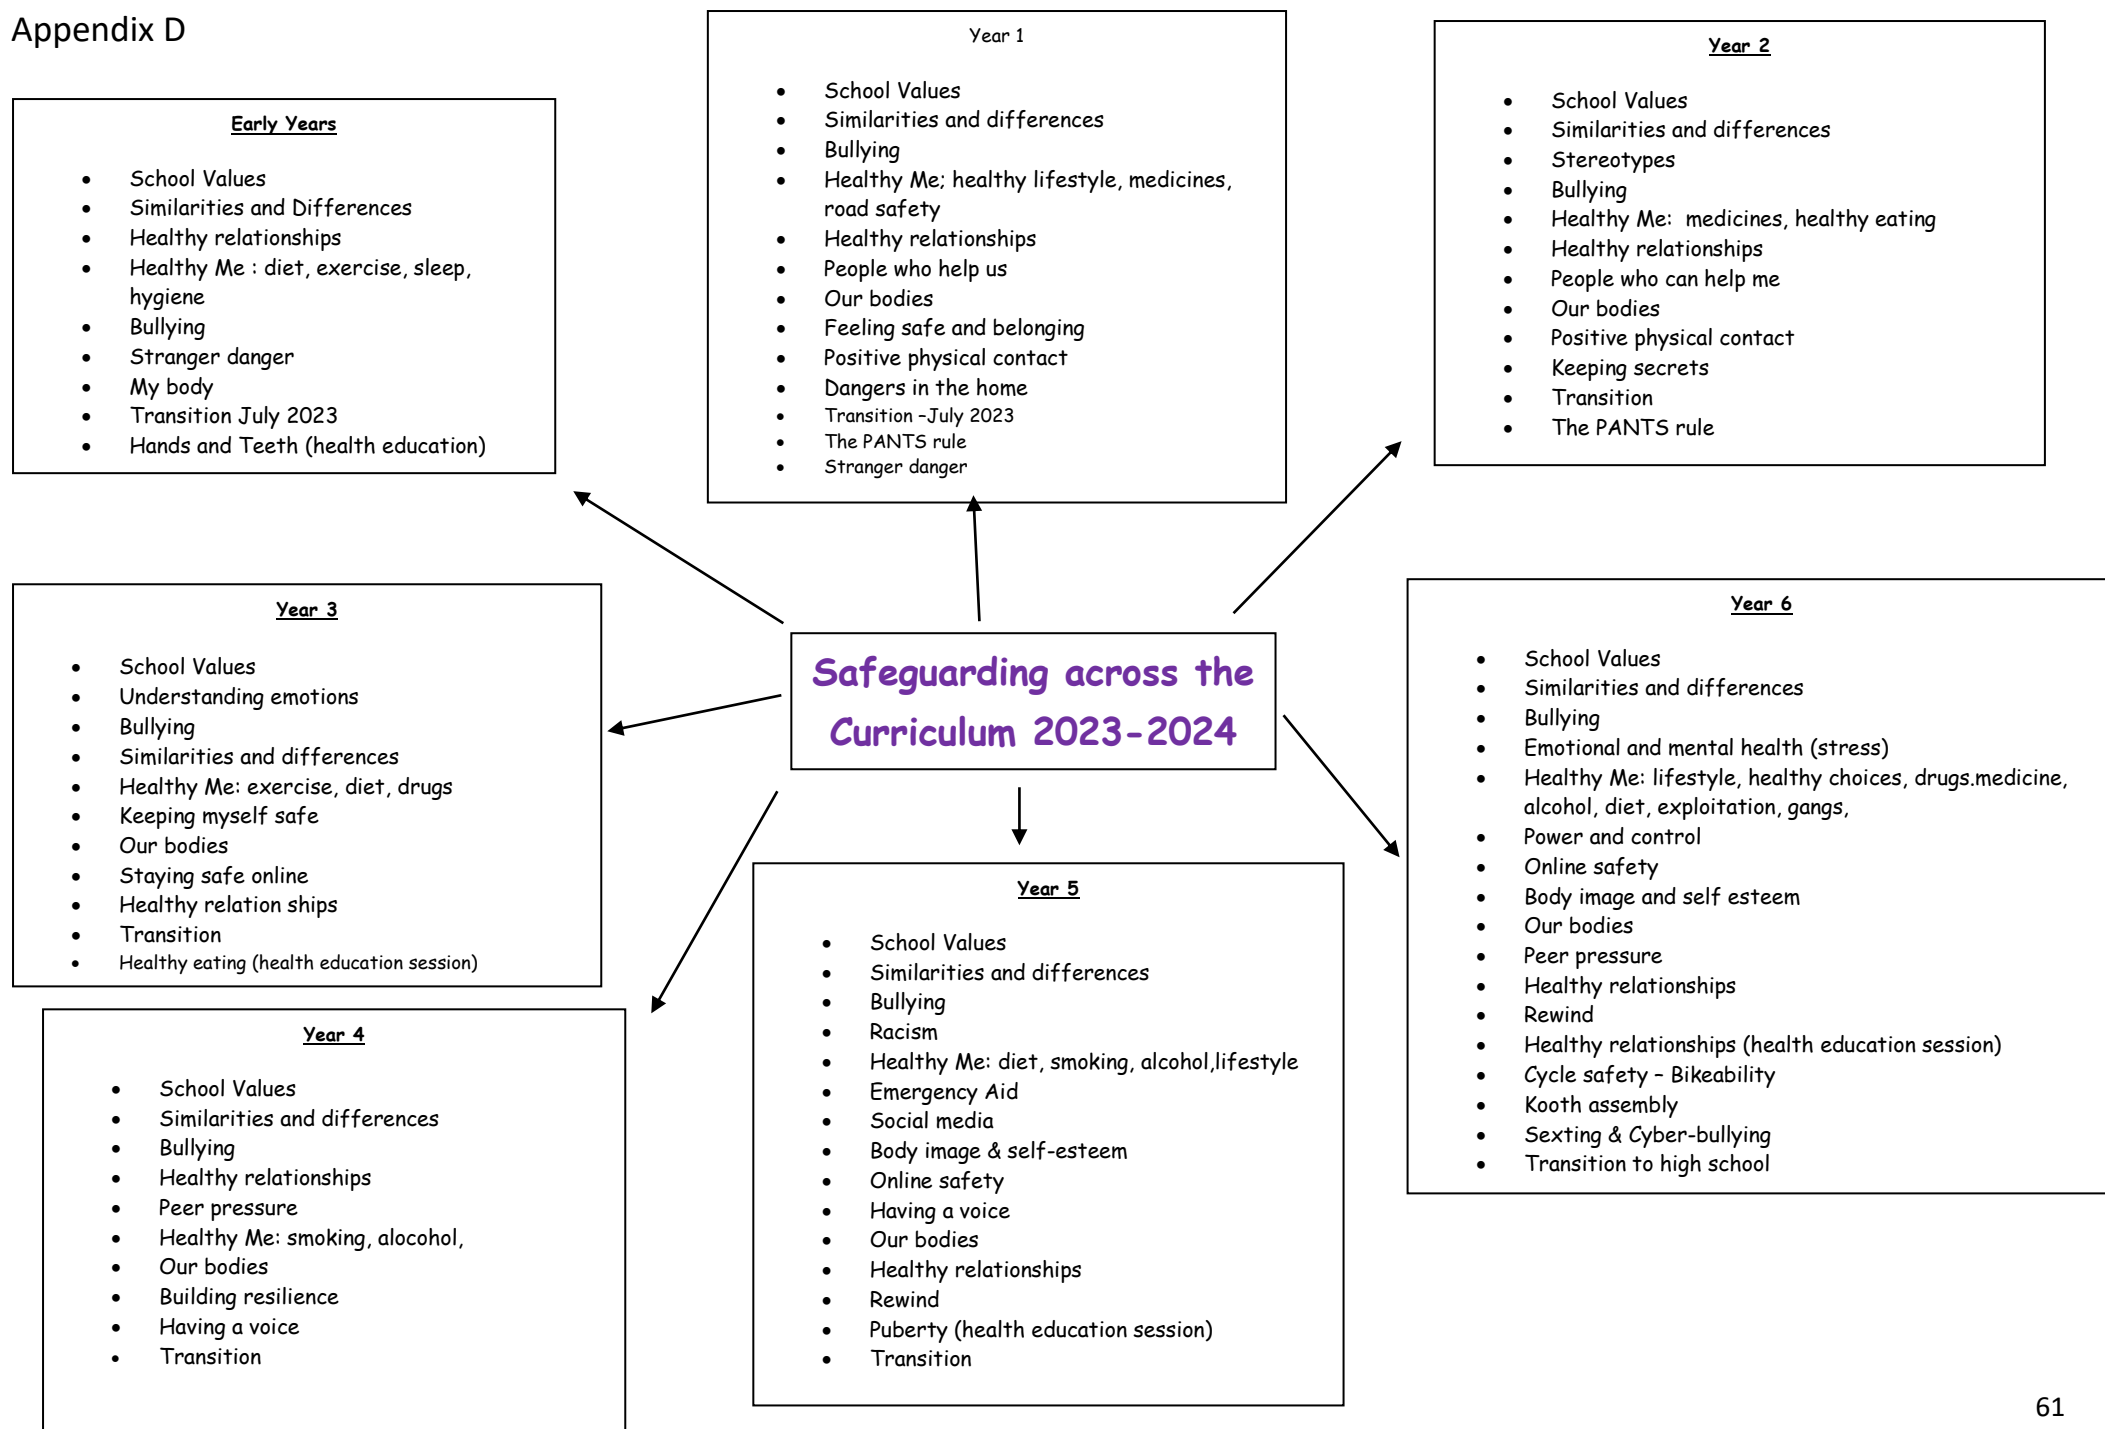 Appendix D
Early Years
• School Values
• Similarities and Differences
• Healthy relationships
• Healthy Me : diet, exercise, sleep,
hygiene
• Bullying
• Stranger danger
• My body
• Transition July 2023
• Hands and Teeth (health education)
Year 1
• School Values
• Similarities and differences
• Bullying
• Healthy Me; healthy lifestyle, medicines,
road safety
• Healthy relationships
• People who help us
• Our bodies
• Feeling safe and belonging
• Positive physical contact
• Dangers in the home
• Transition –July 2023
• The PANTS rule
• Stranger danger
Year 2
• School Values
• Similarities and differences
• Stereotypes
• Bullying
• Healthy Me: medicines, healthy eating
• Healthy relationships
• People who can help me
• Our bodies
• Positive physical contact
• Keeping secrets
• Transition
• The PANTS rule
Safeguarding across the
Curriculum 2023-2024
Year 3
• School Values
• Understanding emotions
• Bullying
• Similarities and differences
• Healthy Me: exercise, diet, drugs
• Keeping myself safe
• Our bodies
• Staying safe online
• Healthy relation ships
• Transition
• Healthy eating (health education session)
Year 4
• School Values
• Similarities and differences
• Bullying
• Healthy relationships
• Peer pressure
• Healthy Me: smoking, alocohol,
• Our bodies
• Building resilience
• Having a voice
• Transition
Year 5
• School Values
• Similarities and differences
• Bullying
• Racism
• Healthy Me: diet, smoking, alcohol,lifestyle
• Emergency Aid
• Social media
• Body image & self-esteem
• Online safety
• Having a voice
• Our bodies
• Healthy relationships
• Rewind
• Puberty (health education session)
• Transition
Year 6
• School Values
• Similarities and differences
• Bullying
• Emotional and mental health (stress)
• Healthy Me: lifestyle, healthy choices, drugs.medicine,
alcohol, diet, exploitation, gangs,
• Power and control
• Online safety
• Body image and self esteem
• Our bodies
• Peer pressure
• Healthy relationships
• Rewind
• Healthy relationships (health education session)
• Cycle safety – Bikeability
• Kooth assembly
• Sexting & Cyber-bullying
• Transition to high school
61